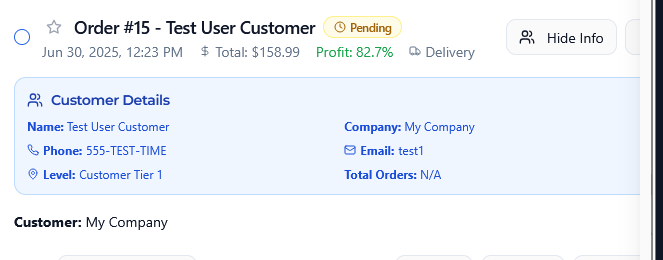 Order #15 - Test User Customer Pending
Hide Info
Jun 30, 2025, 12:23 PM $ Total: $158.99 Profit: 82.7% Delivery
Customer Details
Name: Test User Customer Company: My Company
Phone: 555-TEST-TIME Email: test1
Level: Customer Tier 1 Total Orders: N/A
Customer: My Company